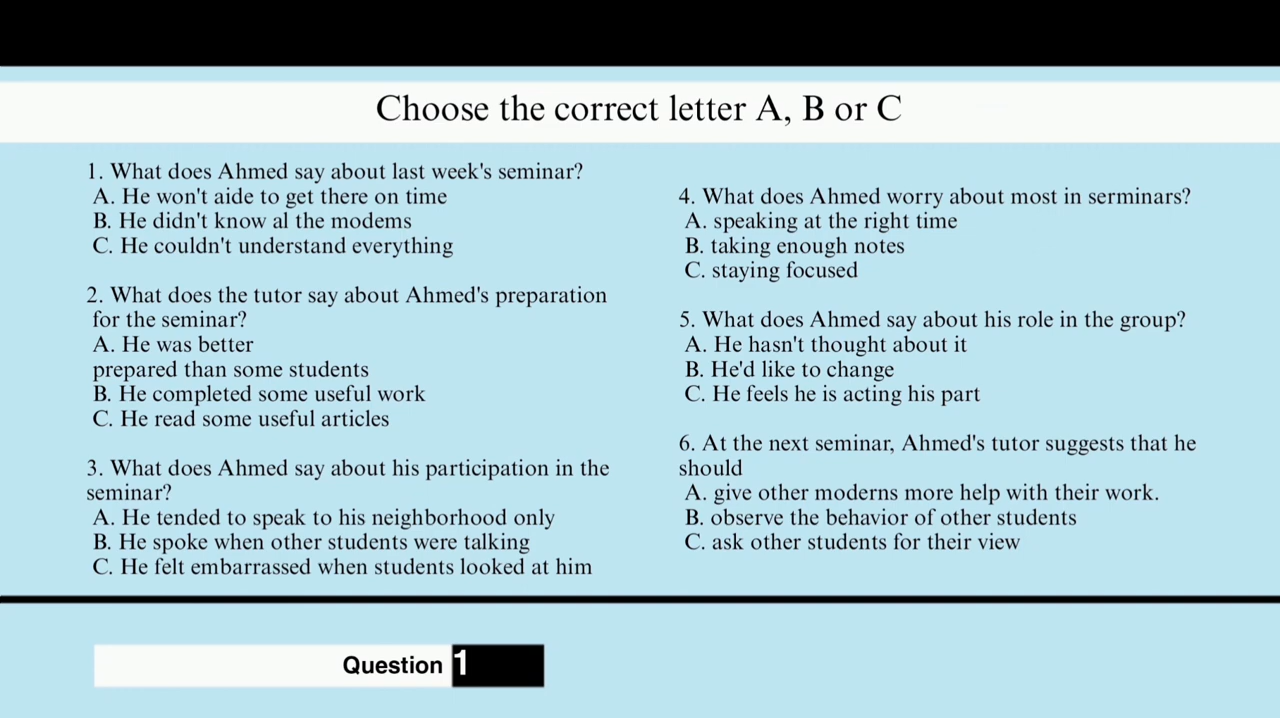 Choose the correct letter A, B or C
1. What does Ahmed say about last week's seminar?
A. He won't aide to get there on time
B. He didn't know al the modems
C. He couldn't understand everything
2. What does the tutor say about Ahmed's preparation
for the seminar?
A. He was better
prepared than some students
B. He completed some useful work
C. He read some useful articles
3. What does Ahmed say about his participation in the
seminar?
A. He tended to speak to his neighborhood only
B. He spoke when other students were talking
C. He felt embarrassed when students looked at him
4. What does Ahmed worry about most in serminars?
A. speaking at the right time
B. taking enough notes
C. staying focused
5. What does Ahmed say about his role in the group?
A. He hasn't thought about it
B. He'd like to change
C. He feels he is acting his part
6. At the next seminar, Ahmed's tutor suggests that he
should
A. give other moderns more help with their work.
B. observe the behavior of other students
C. ask other students for their view
Question 1